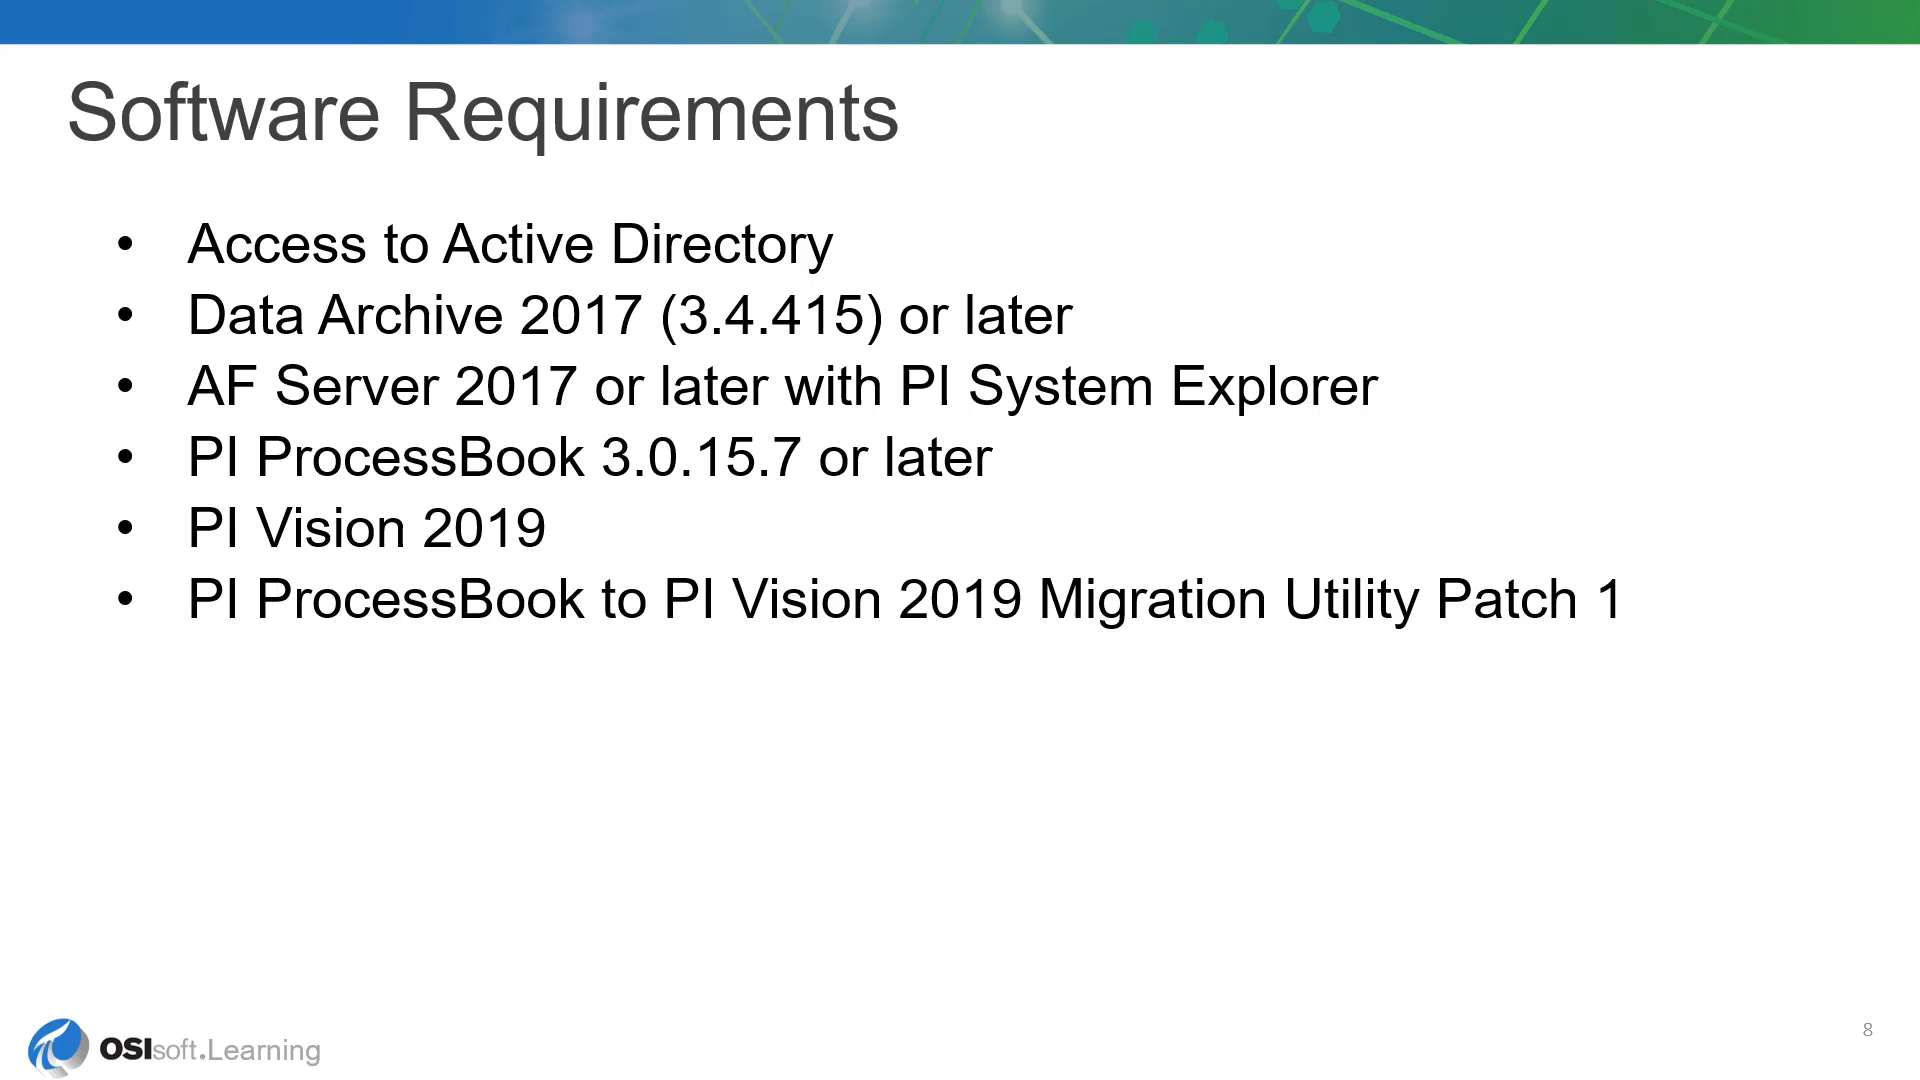 Software Requirements
• Access to Active Directory
• Data Archive 2017 (3.4.415) or later
• AF Server 2017 or later with PI System Explorer
• PI ProcessBook 3.0.15.7 or later
• PI Vision 2019
• PI ProcessBook to PI Vision 2019 Migration Utility Patch 1
OSIsoft.Learning
8